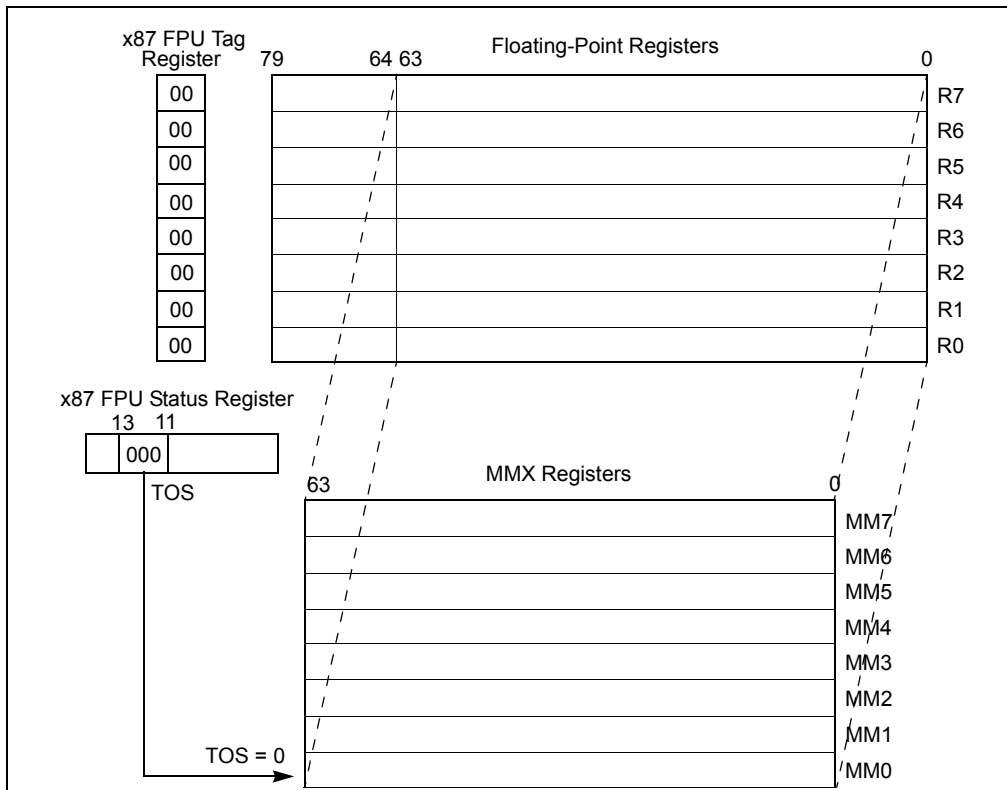 x87 FPU Tag
Register
Floating-Point Registers
79
64 63
0
00
R7
00
R6
00
R5
00
R4
00
R3
00
R2
00
R1
00
R0
x87 FPU Status Register
13
11
000
TOS
MMX Registers
63
0
MM7
MM6
MM5
MM4
MM3
MM2
MM1
TOS = 0
MM0